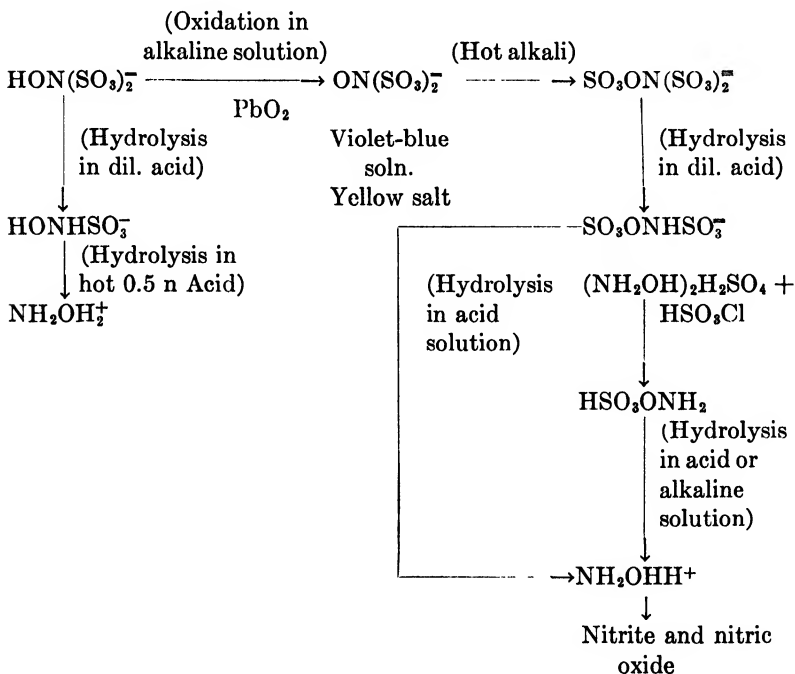 (Oxidation in
alkaline solution)
(Hot alkali)
HON(SO₃)₂⁻ → ON(SO₃)₂⁻ → SO₃ON(SO₃)₂⁼
PbO₂
(Hydrolysis
in dil. acid)
Violet-blue
soln.
Yellow salt
(Hydrolysis
in dil. acid)
HONHSO₃⁻
SO₃ONHSO₃⁼
(Hydrolysis in
hot 0.5 n Acid)
NH₂OH₂⁺
(Hydrolysis
in acid
solution)
(NH₂OH)₂H₂SO₄ +
HSO₃Cl
HSO₃ONH₂
(Hydrolysis
in acid or
alkaline
solution)
NH₂OHH⁺
Nitrite and nitric
oxide